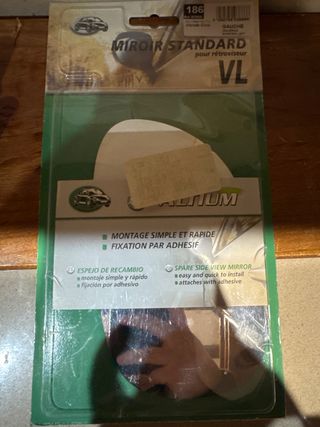 186
GAUCHE
MIROIR STANDARD
pour rétroviseur
VL
MONTAGE SIMPLE ET RAPIDE
FIXATION PAR ADHESIF
ESPEJO DE RECAMBIO
montaje simple y rápido
fijación por adhesivo
SPARE SIDE VIEW MIRROR
easy and quick to install
attaches with adhesive